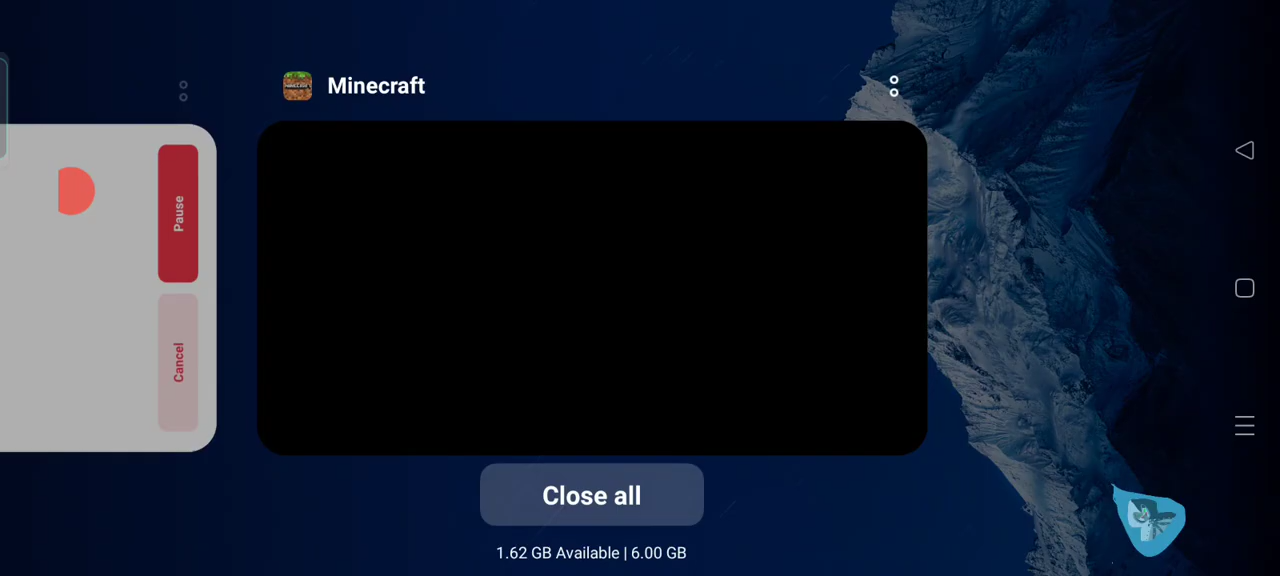 Minecraft
Pause
Cancel
Close all
1.62 GB Available | 6.00 GB